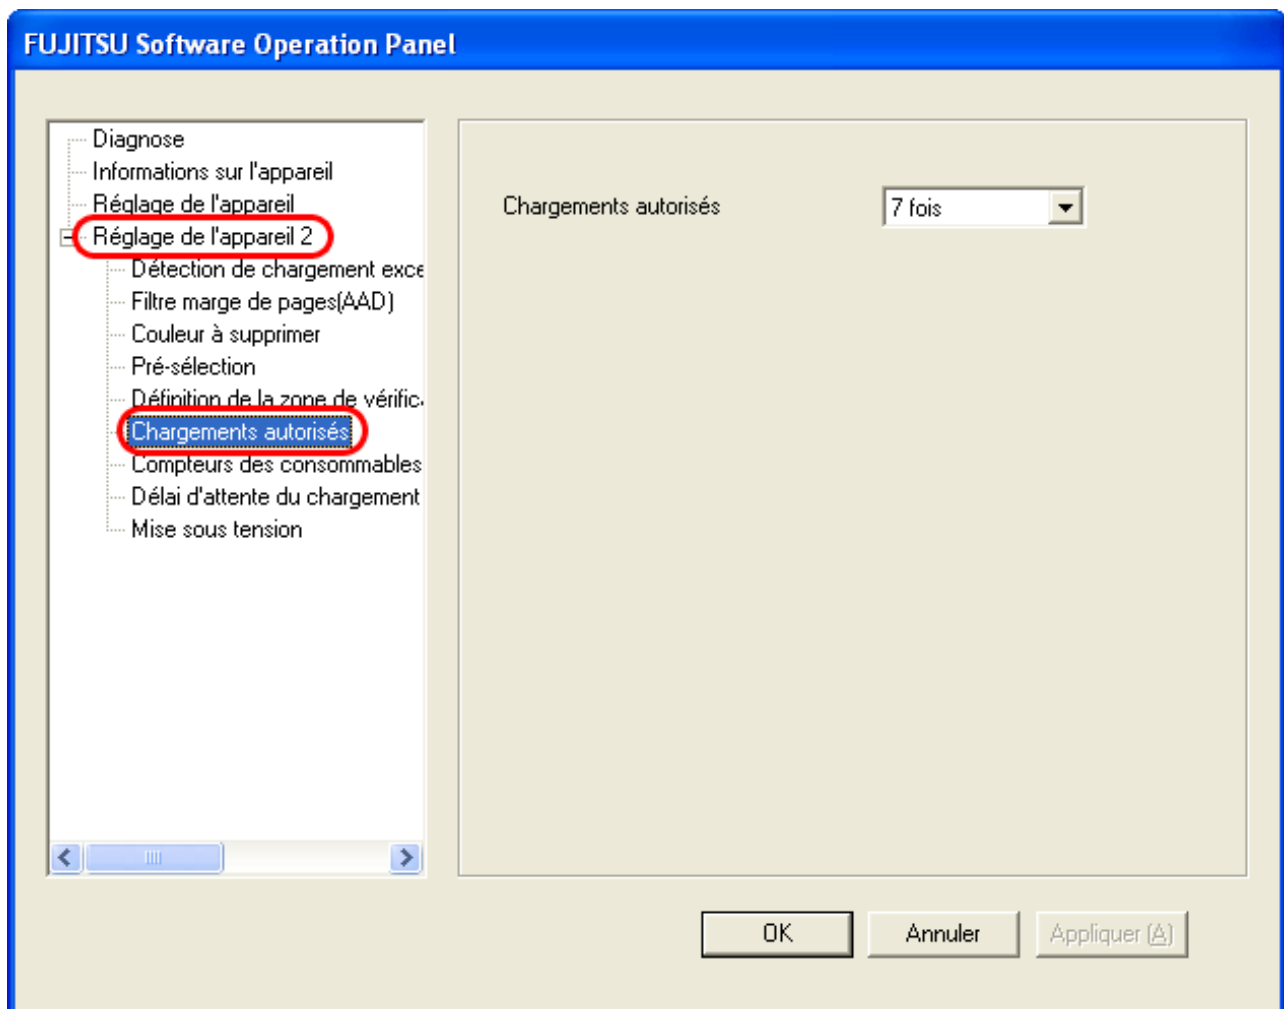 FUJITSU Software Operation Panel
Diagnose
Informations sur l'appareil
Réglage de l'appareil
Réglage de l'appareil 2
Détection de chargement exce
Filtre marge de pages(AAD)
Couleur à supprimer
Pré-sélection
Définition de la zone de vérific
Chargements autorisés
Compteurs des consommables
Délai d'attente du chargement
Mise sous tension
Chargements autorisés
7 fois
OK
Annuler
Appliquer (A)